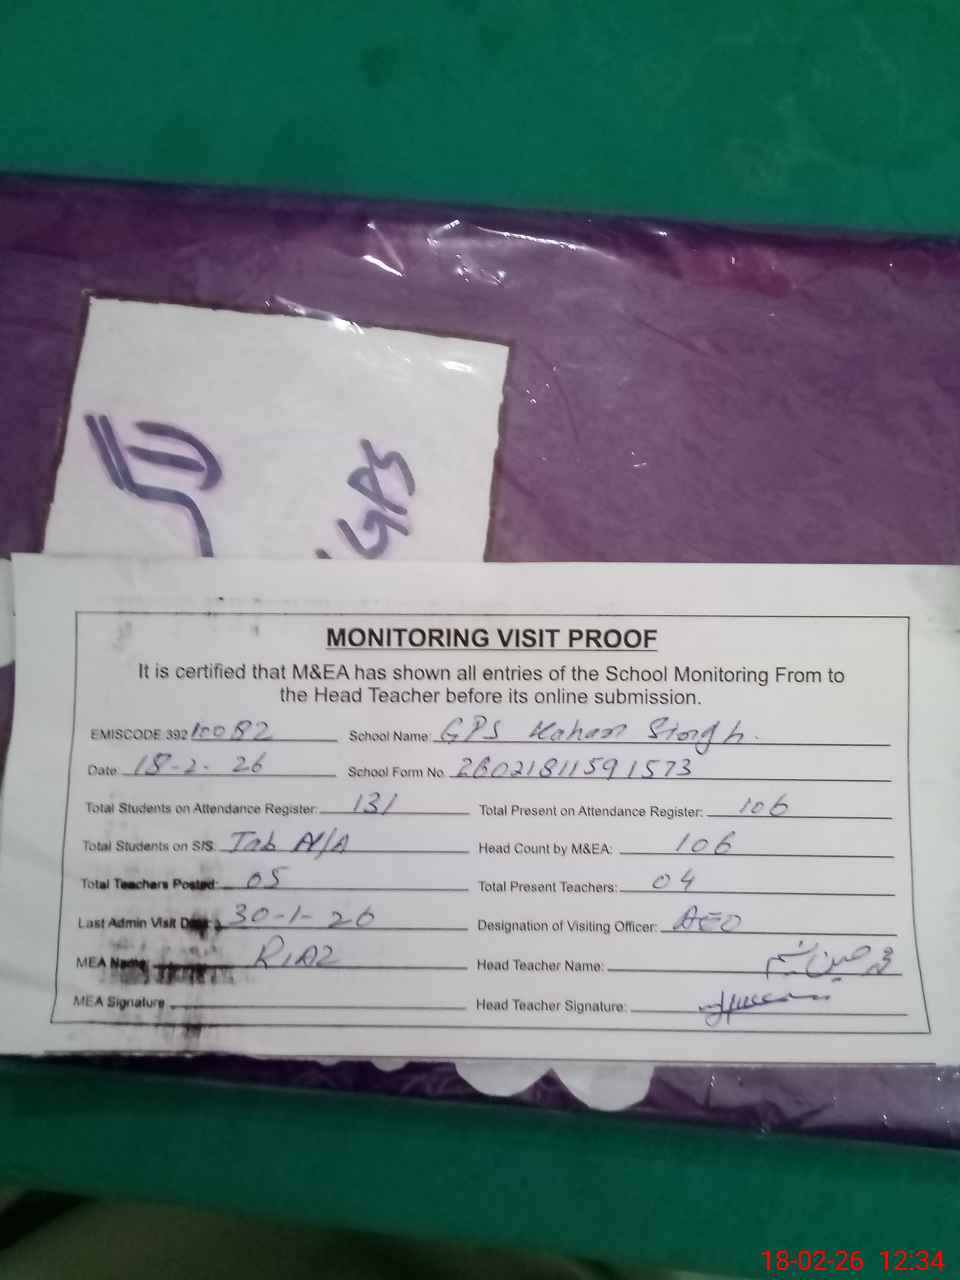 GPS
MONITORING VISIT PROOF
It is certified that M&EA has shown all entries of the School Monitoring From to
the Head Teacher before its online submission.
EMISCODE 392 10082 School Name: GPS Kahan Singh.
Date: 18-2-26 School Form No. 26021811591573
Total Students on Attendance Register: 131 Total Present on Attendance Register: 106
Total Students on SIS: Tab N/A Head Count by M&EA: 106
Total Teachers Posted: 05 Total Present Teachers: 04
Last Admin Visit Date: 30-1-26 Designation of Visiting Officer: AEO
MEA Name RIAZ Head Teacher Name:
MEA Signature Head Teacher Signature:
18-02-26 12:34